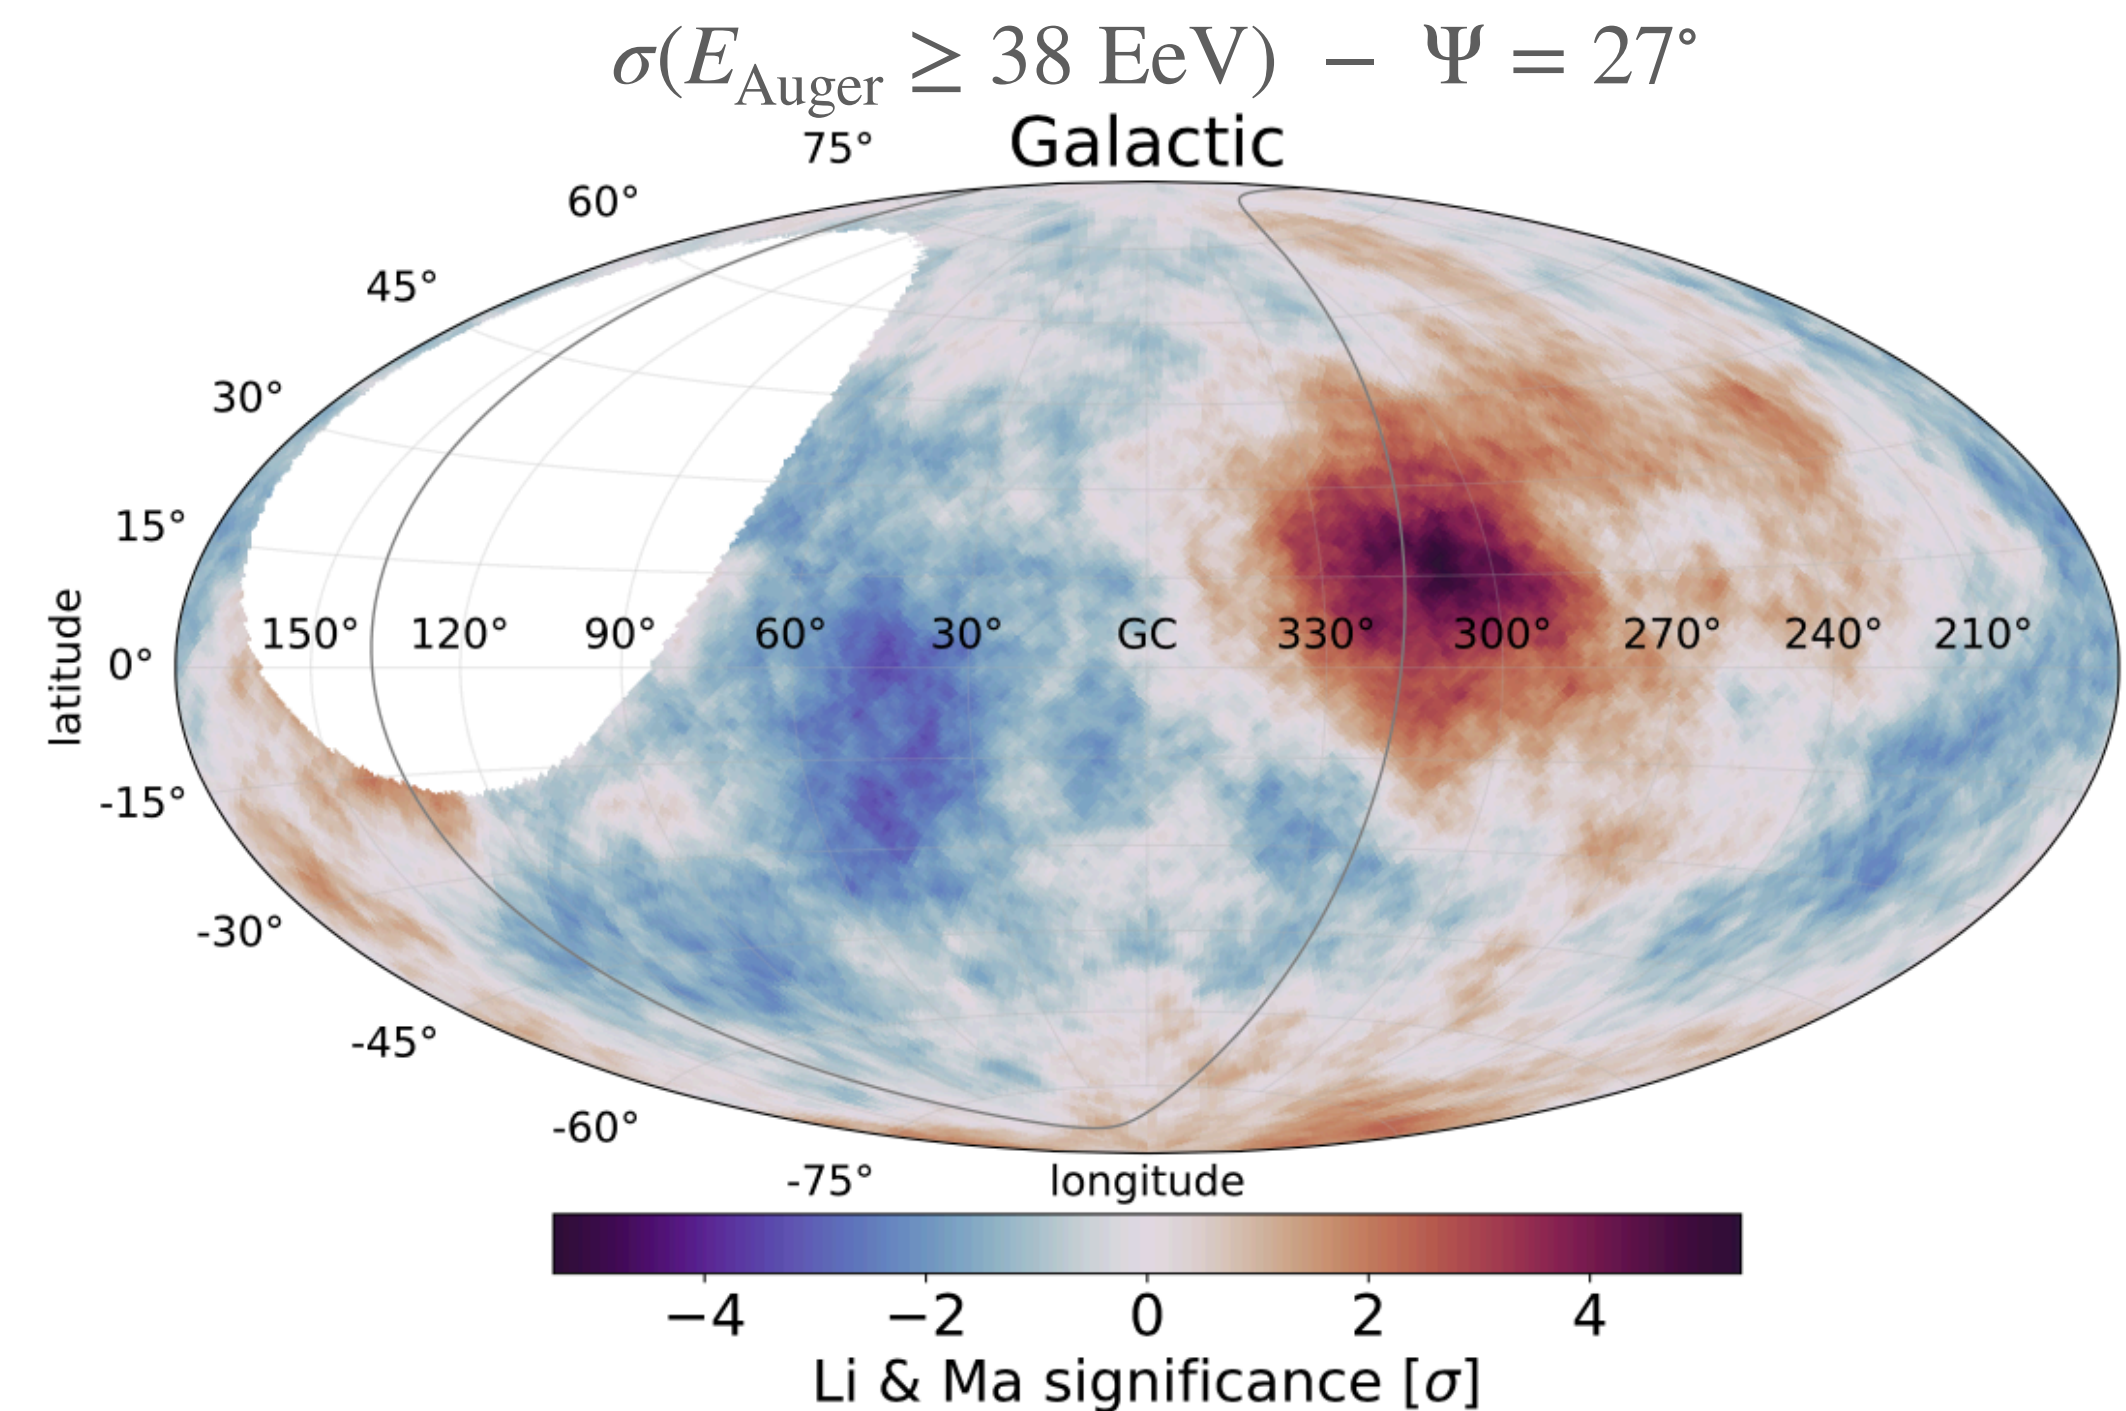 σ(E_Auger ≥ 38 EeV) – Ψ = 27°
Galactic
75°
60°
45°
30°
15°
150° 120° 90° 60° 30° GC 330° 300° 270° 240° 210°
0°
latitude
-15°
-30°
-45°
-60°
-75°
longitude
−4 −2 0 2 4
Li & Ma significance [σ]